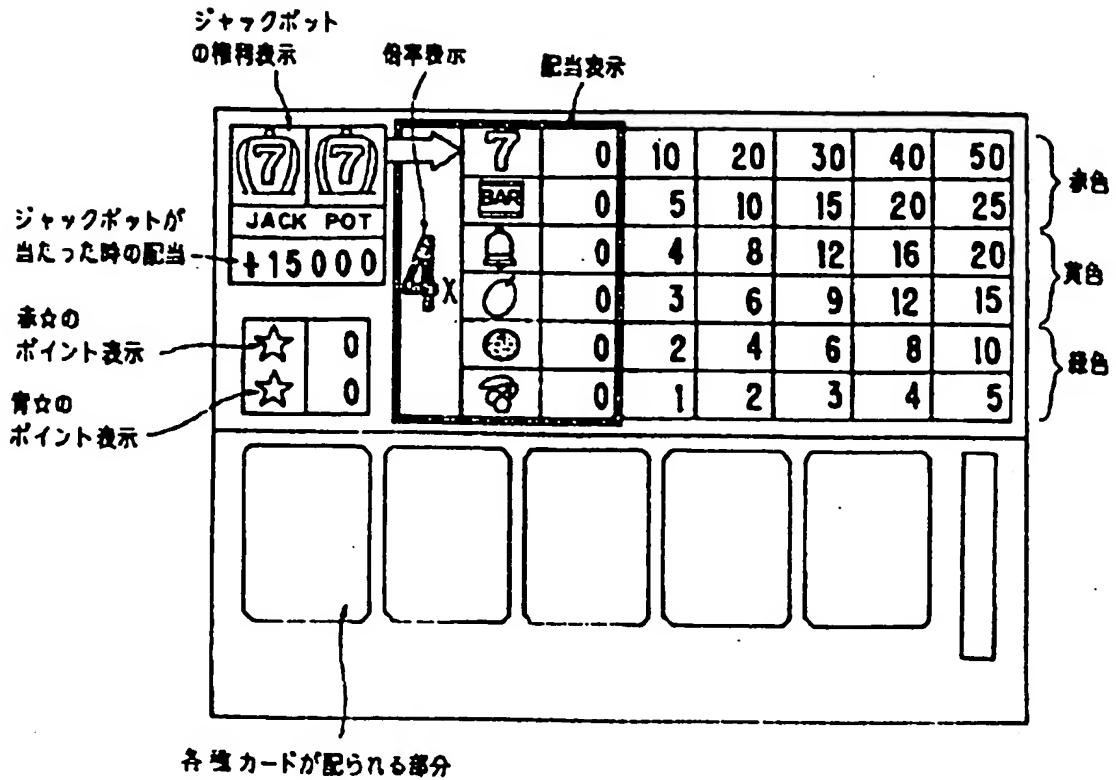 ジャックポット
の権利表示
倍率表示
配当表示
7 7
JACK POT
+15000
ジャックポットが
当たった時の配当
赤☆の
ポイント表示
青☆の
ポイント表示
☆ 0
☆ 0
X
7 0 10 20 30 40 50
BAR 0 5 10 15 20 25
0 4 8 12 16 20
0 3 6 9 12 15
0 2 4 6 8 10
0 1 2 3 4 5
赤色
黄色
緑色
各種カードが配られる部分